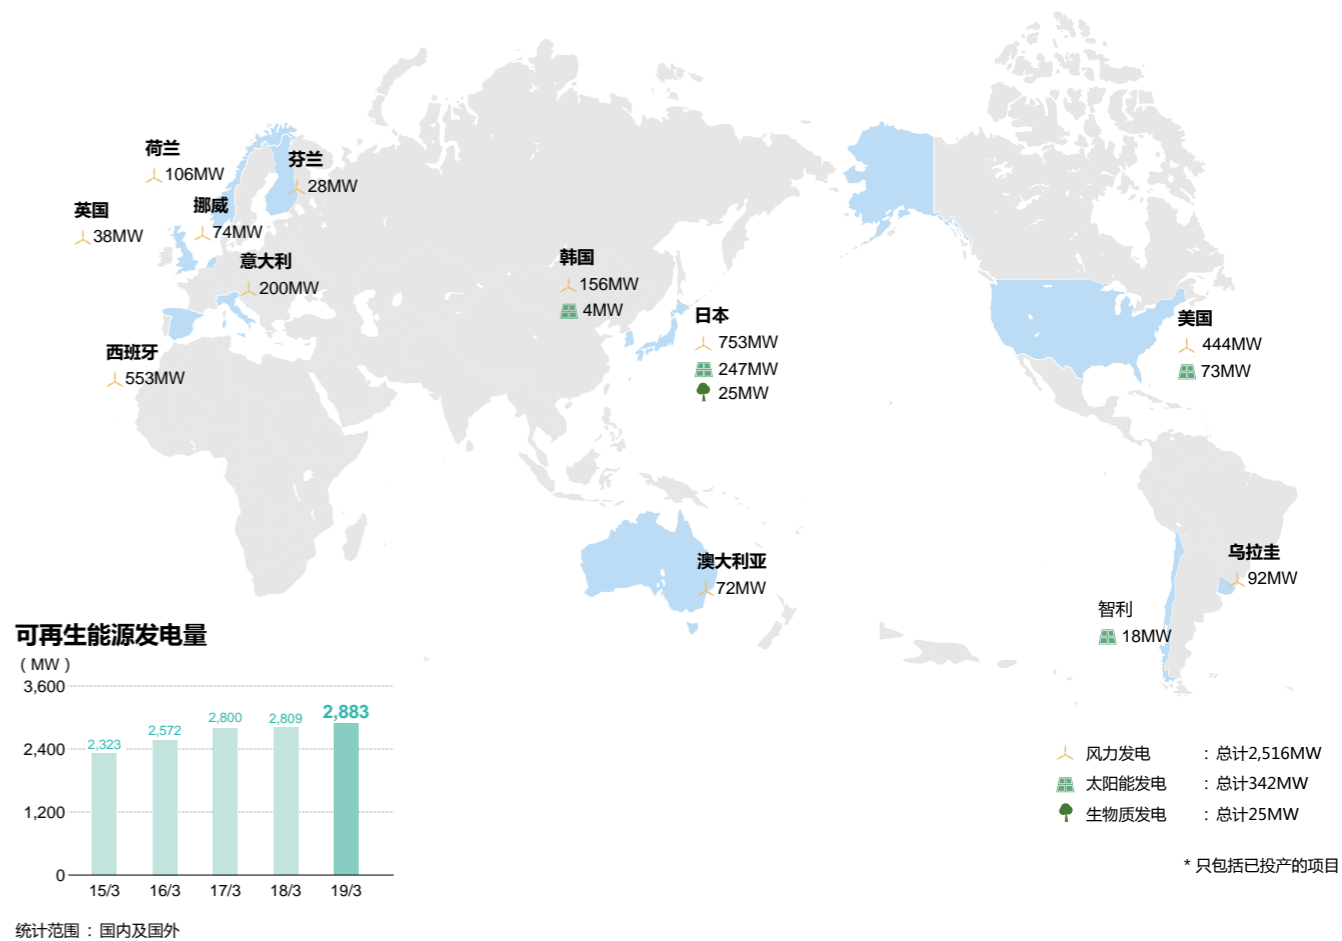 荷兰
106MW
芬兰
28MW
英国
38MW
挪威
74MW
意大利
200MW
西班牙
553MW
韩国
156MW
4MW
日本
753MW
247MW
25MW
美国
444MW
73MW
澳大利亚
72MW
乌拉圭
92MW
智利
18MW
可再生能源发电量
（MW）
3,600
2,400
1,200
0
2,323
2,572
2,800
2,809
2,883
15/3
16/3
17/3
18/3
19/3
统计范围 : 国内及国外
风力发电 : 总计2,516MW
太阳能发电 : 总计342MW
生物质发电 : 总计25MW
* 只包括已投产的项目